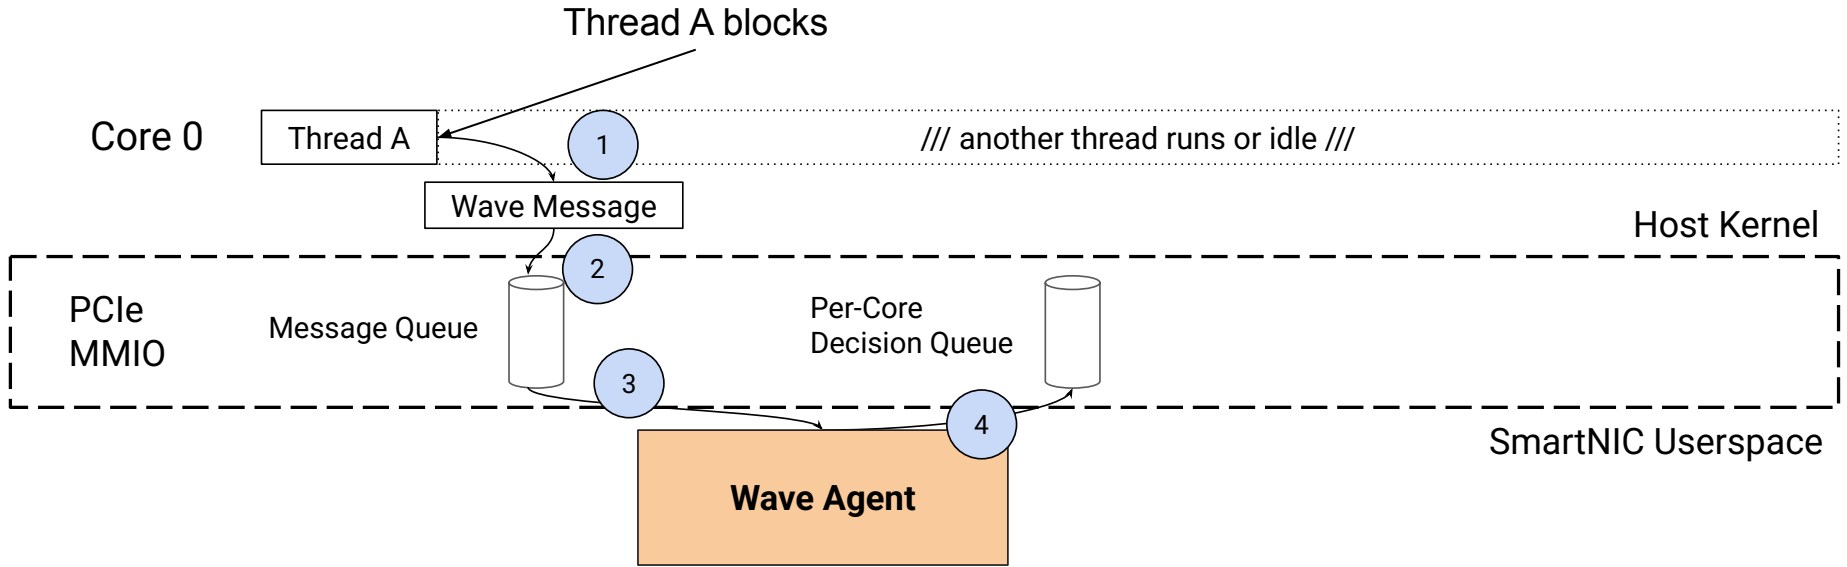 Thread A blocks
Core 0
Thread A
1
/// another thread runs or idle ///
Wave Message
Host Kernel
2
PCIe
MMIO
Message Queue
Per-Core
Decision Queue
3
4
SmartNIC Userspace
Wave Agent